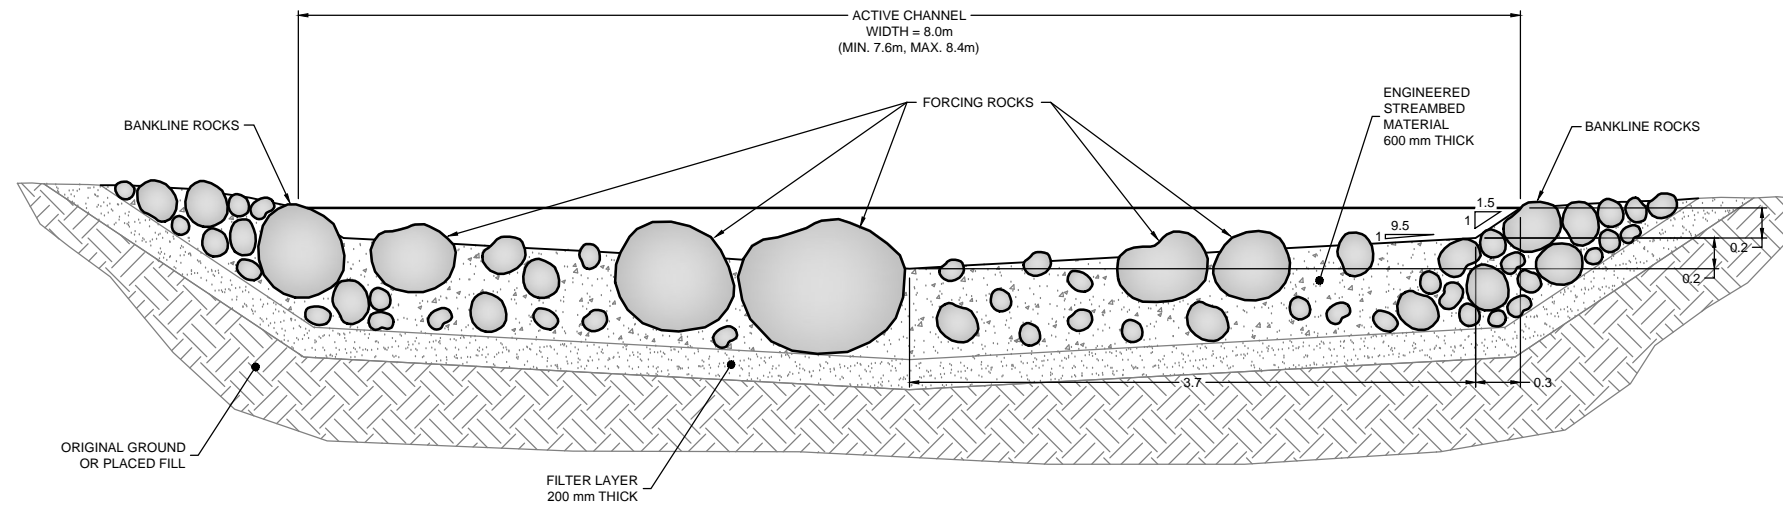 ACTIVE CHANNEL
WIDTH = 8.0m
(MIN. 7.6m, MAX. 8.4m)
BANKLINE ROCKS
FORCING ROCKS
ENGINEERED
STREAMBED
MATERIAL
600 mm THICK
BANKLINE ROCKS
1.5
1
9.5
1
0.2
0.2
3.7
0.3
ORIGINAL GROUND
OR PLACED FILL
FILTER LAYER
200 mm THICK